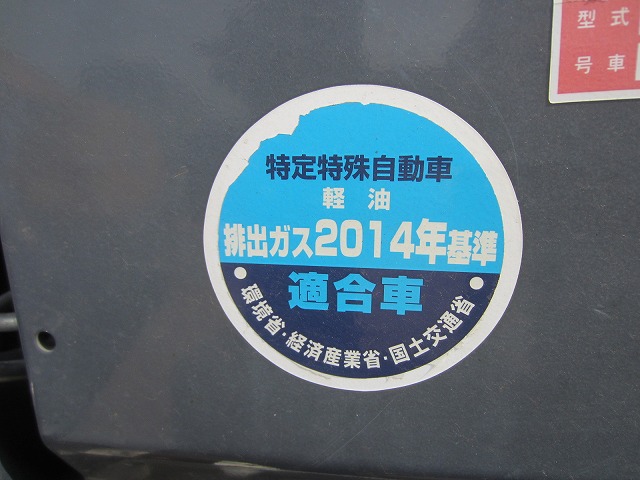 特定特殊自動車
軽油
排出ガス2014年基準
適合車
環境省・経済産業省・国土交通省
型式
号車